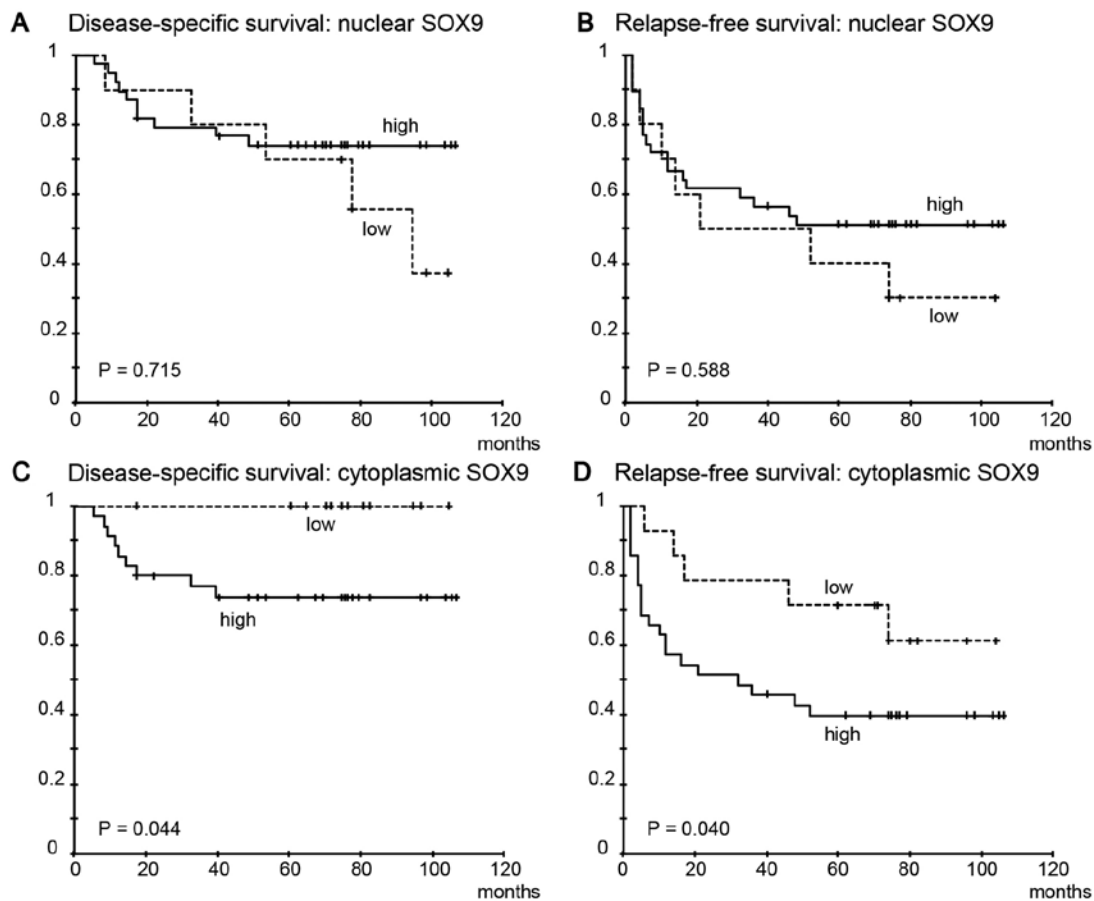 A Disease-specific survival: nuclear SOX9
1
0.8
0.6
0.4
0.2
0
high
low
P = 0.715
0 20 40 60 80 100 120
months
B Relapse-free survival: nuclear SOX9
1
0.8
0.6
0.4
0.2
0
high
low
P = 0.588
0 20 40 60 80 100 120
months
C Disease-specific survival: cytoplasmic SOX9
1
0.8
0.6
0.4
0.2
0
low
high
P = 0.044
0 20 40 60 80 100 120
months
D Relapse-free survival: cytoplasmic SOX9
1
0.8
0.6
0.4
0.2
0
low
high
P = 0.040
0 20 40 60 80 100 120
months